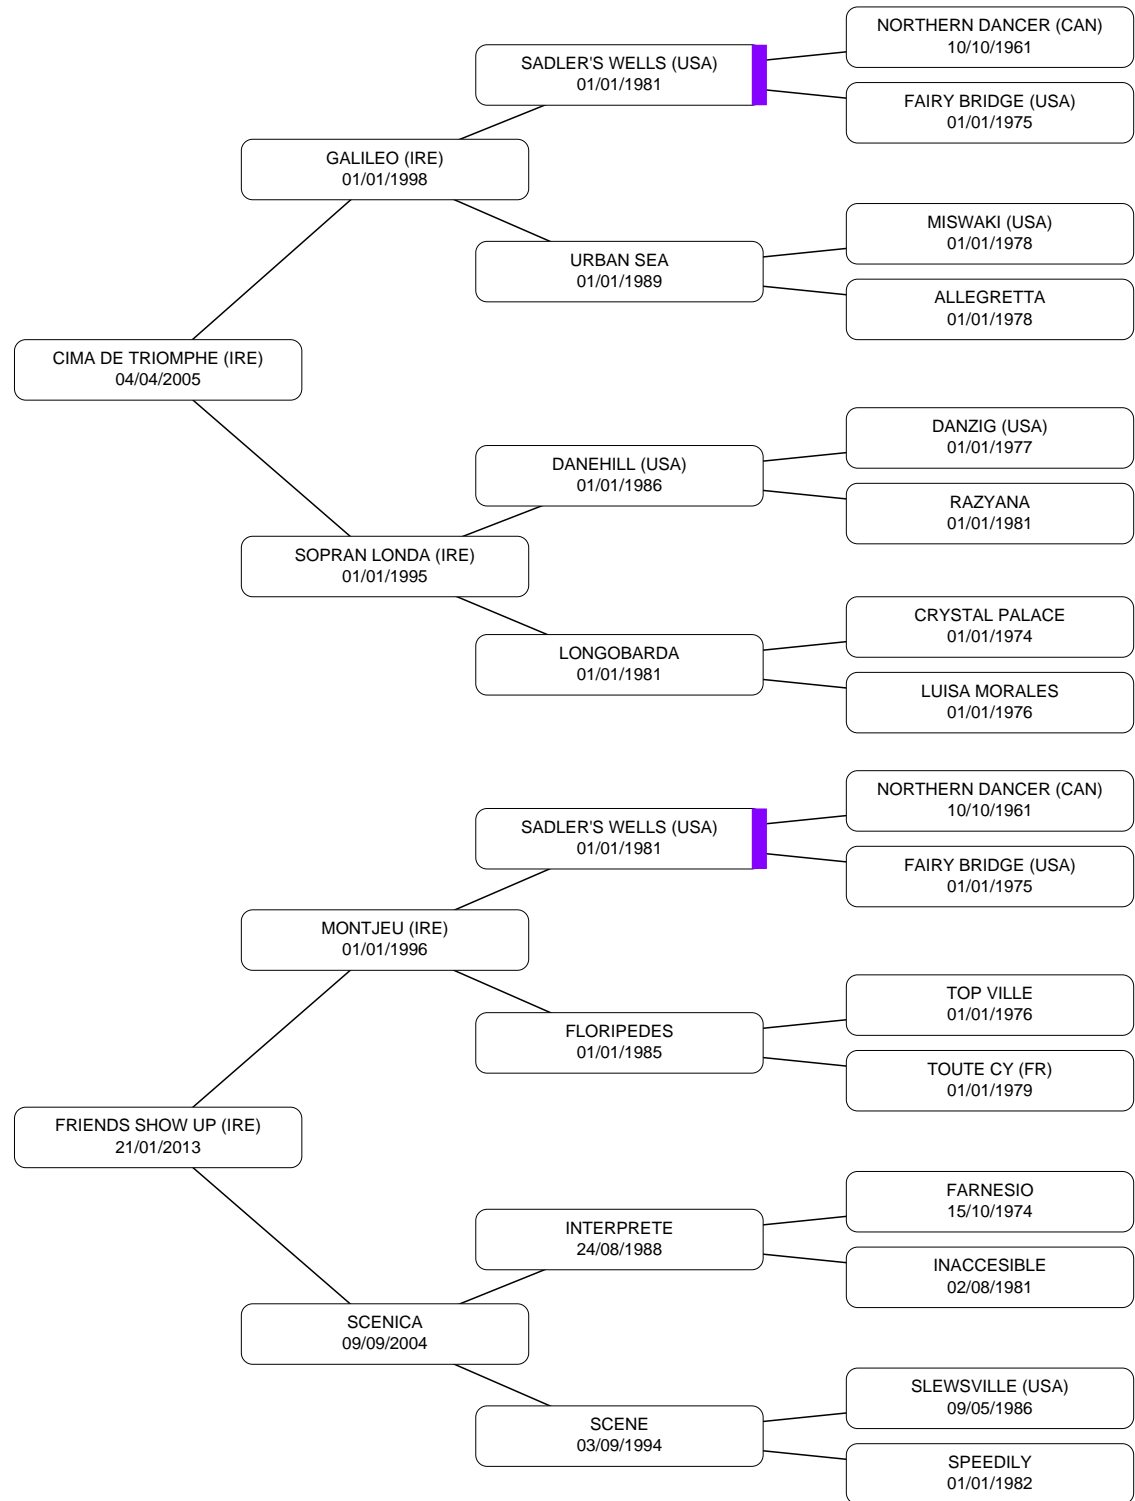 NORTHERN DANCER (CAN)
10/10/1961
SADLER'S WELLS (USA)
01/01/1981
FAIRY BRIDGE (USA)
01/01/1975
GALILEO (IRE)
01/01/1998
MISWAKI (USA)
01/01/1978
URBAN SEA
01/01/1989
ALLEGRETTA
01/01/1978
CIMA DE TRIOMPHE (IRE)
04/04/2005
DANZIG (USA)
01/01/1977
DANEHILL (USA)
01/01/1986
RAZYANA
01/01/1981
SOPRAN LONDA (IRE)
01/01/1995
CRYSTAL PALACE
01/01/1974
LONGOBARDA
01/01/1981
LUISA MORALES
01/01/1976
NORTHERN DANCER (CAN)
10/10/1961
SADLER'S WELLS (USA)
01/01/1981
FAIRY BRIDGE (USA)
01/01/1975
MONTJEU (IRE)
01/01/1996
TOP VILLE
01/01/1976
FLORIPEDES
01/01/1985
TOUTE CY (FR)
01/01/1979
FRIENDS SHOW UP (IRE)
21/01/2013
FARNESIO
15/10/1974
INTERPRETE
24/08/1988
INACCESIBLE
02/08/1981
SCENICA
09/09/2004
SLEWSVILLE (USA)
09/05/1986
SCENE
03/09/1994
SPEEDILY
01/01/1982